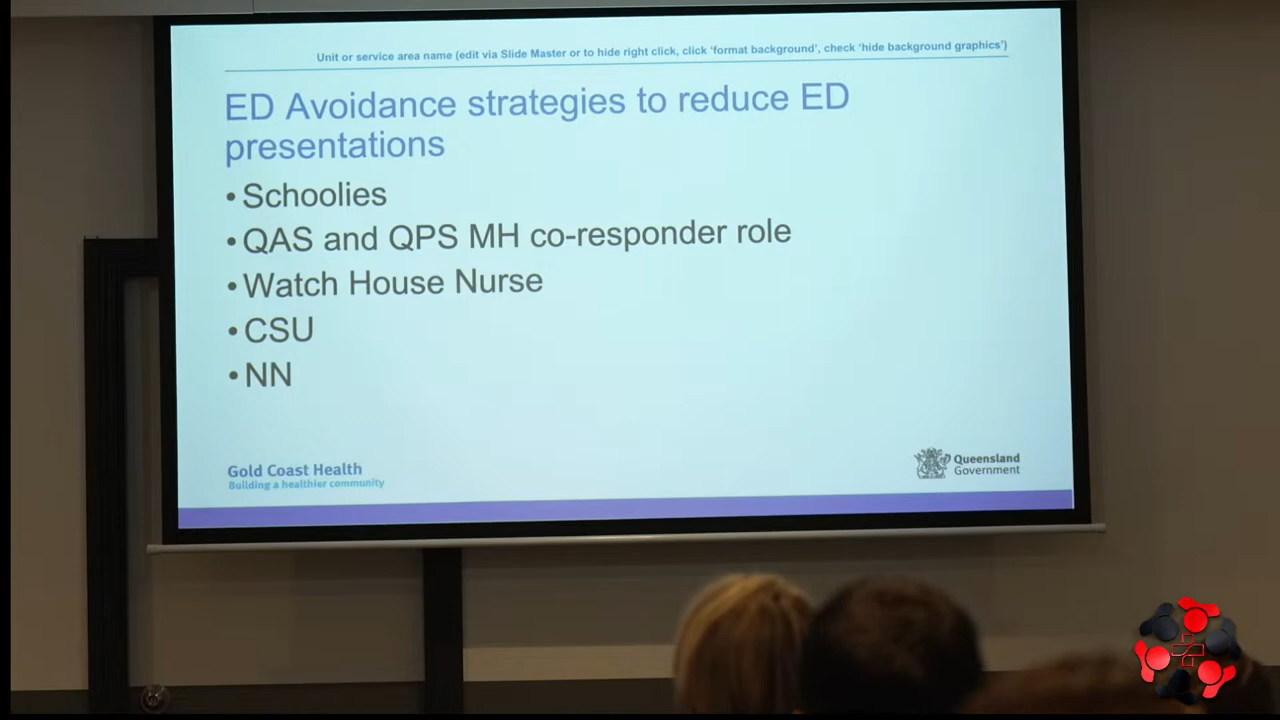 Unit or service area name (edit via Slide Master or to hide right click, click ‘format background’, check ‘hide background graphics’)
ED Avoidance strategies to reduce ED
presentations
• Schoolies
• QAS and QPS MH co-responder role
• Watch House Nurse
• CSU
• NN
Gold Coast Health
Building a healthier community
Queensland
Government